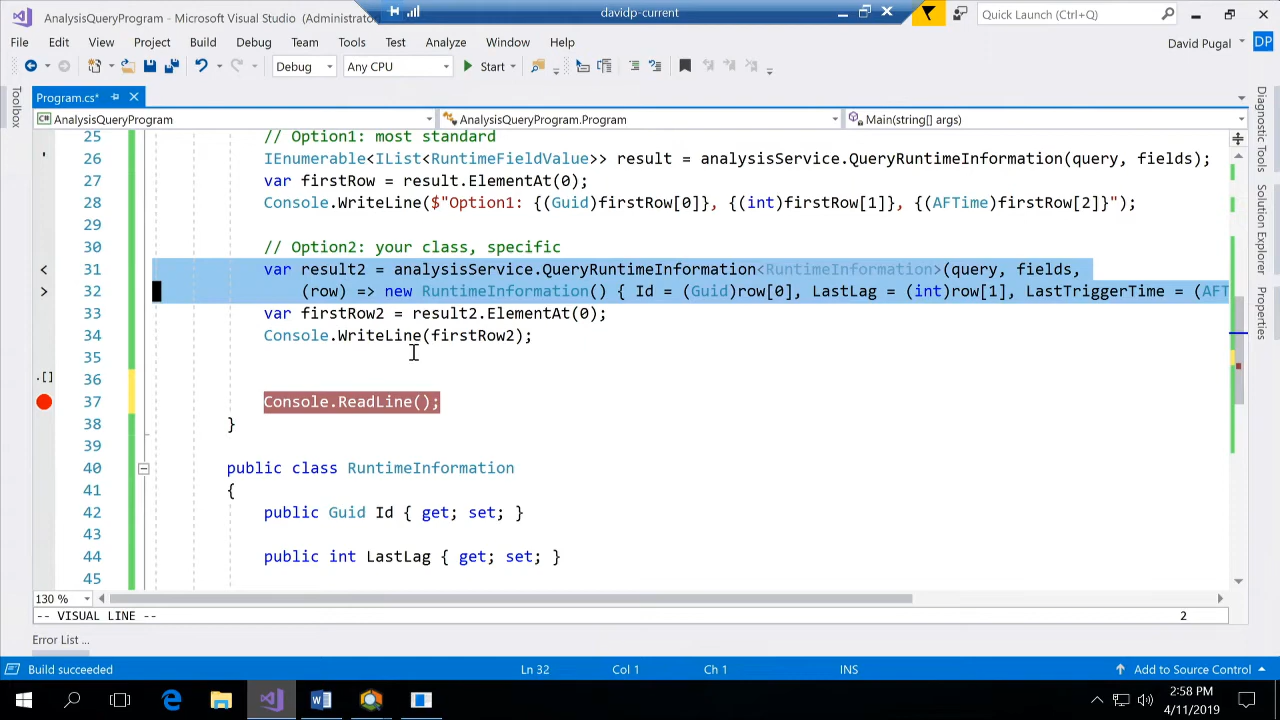 AnalysisQueryProgram - Microsoft Visual Studio (Administrato
davidp-current
Quick Launch (Ctrl+Q)
File Edit View Project Build Debug Team Tools Test Analyze Window Help
David Pugal
DP
Debug Any CPU Start
Program.cs*
AnalysisQueryProgram AnalysisQueryProgram.Program Main(string[] args)
25 // Option1: most standard
26 IEnumerable<IList<RuntimeFieldValue>> result = analysisService.QueryRuntimeInformation(query, fields);
27 var firstRow = result.ElementAt(0);
28 Console.WriteLine($"Option1: {(Guid)firstRow[0]}, {(int)firstRow[1]}, {(AFTime)firstRow[2]}");
29
30 // Option2: your class, specific
31 var result2 = analysisService.QueryRuntimeInformation<RuntimeInformation>(query, fields,
32 (row) => new RuntimeInformation() { Id = (Guid)row[0], LastLag = (int)row[1], LastTriggerTime = (AFT
33 var firstRow2 = result2.ElementAt(0);
34 Console.WriteLine(firstRow2);
35
36
37 Console.ReadLine();
38 }
39
40 public class RuntimeInformation
41 {
42 public Guid Id { get; set; }
43
44 public int LastLag { get; set; }
45
Toolbox
Diagnostic Tools
Solution Explorer
Properties
130 %
-- VISUAL LINE -- 2
Error List ...
Build succeeded Ln 32 Col 1 Ch 1 INS Add to Source Control
2:58 PM
4/11/2019